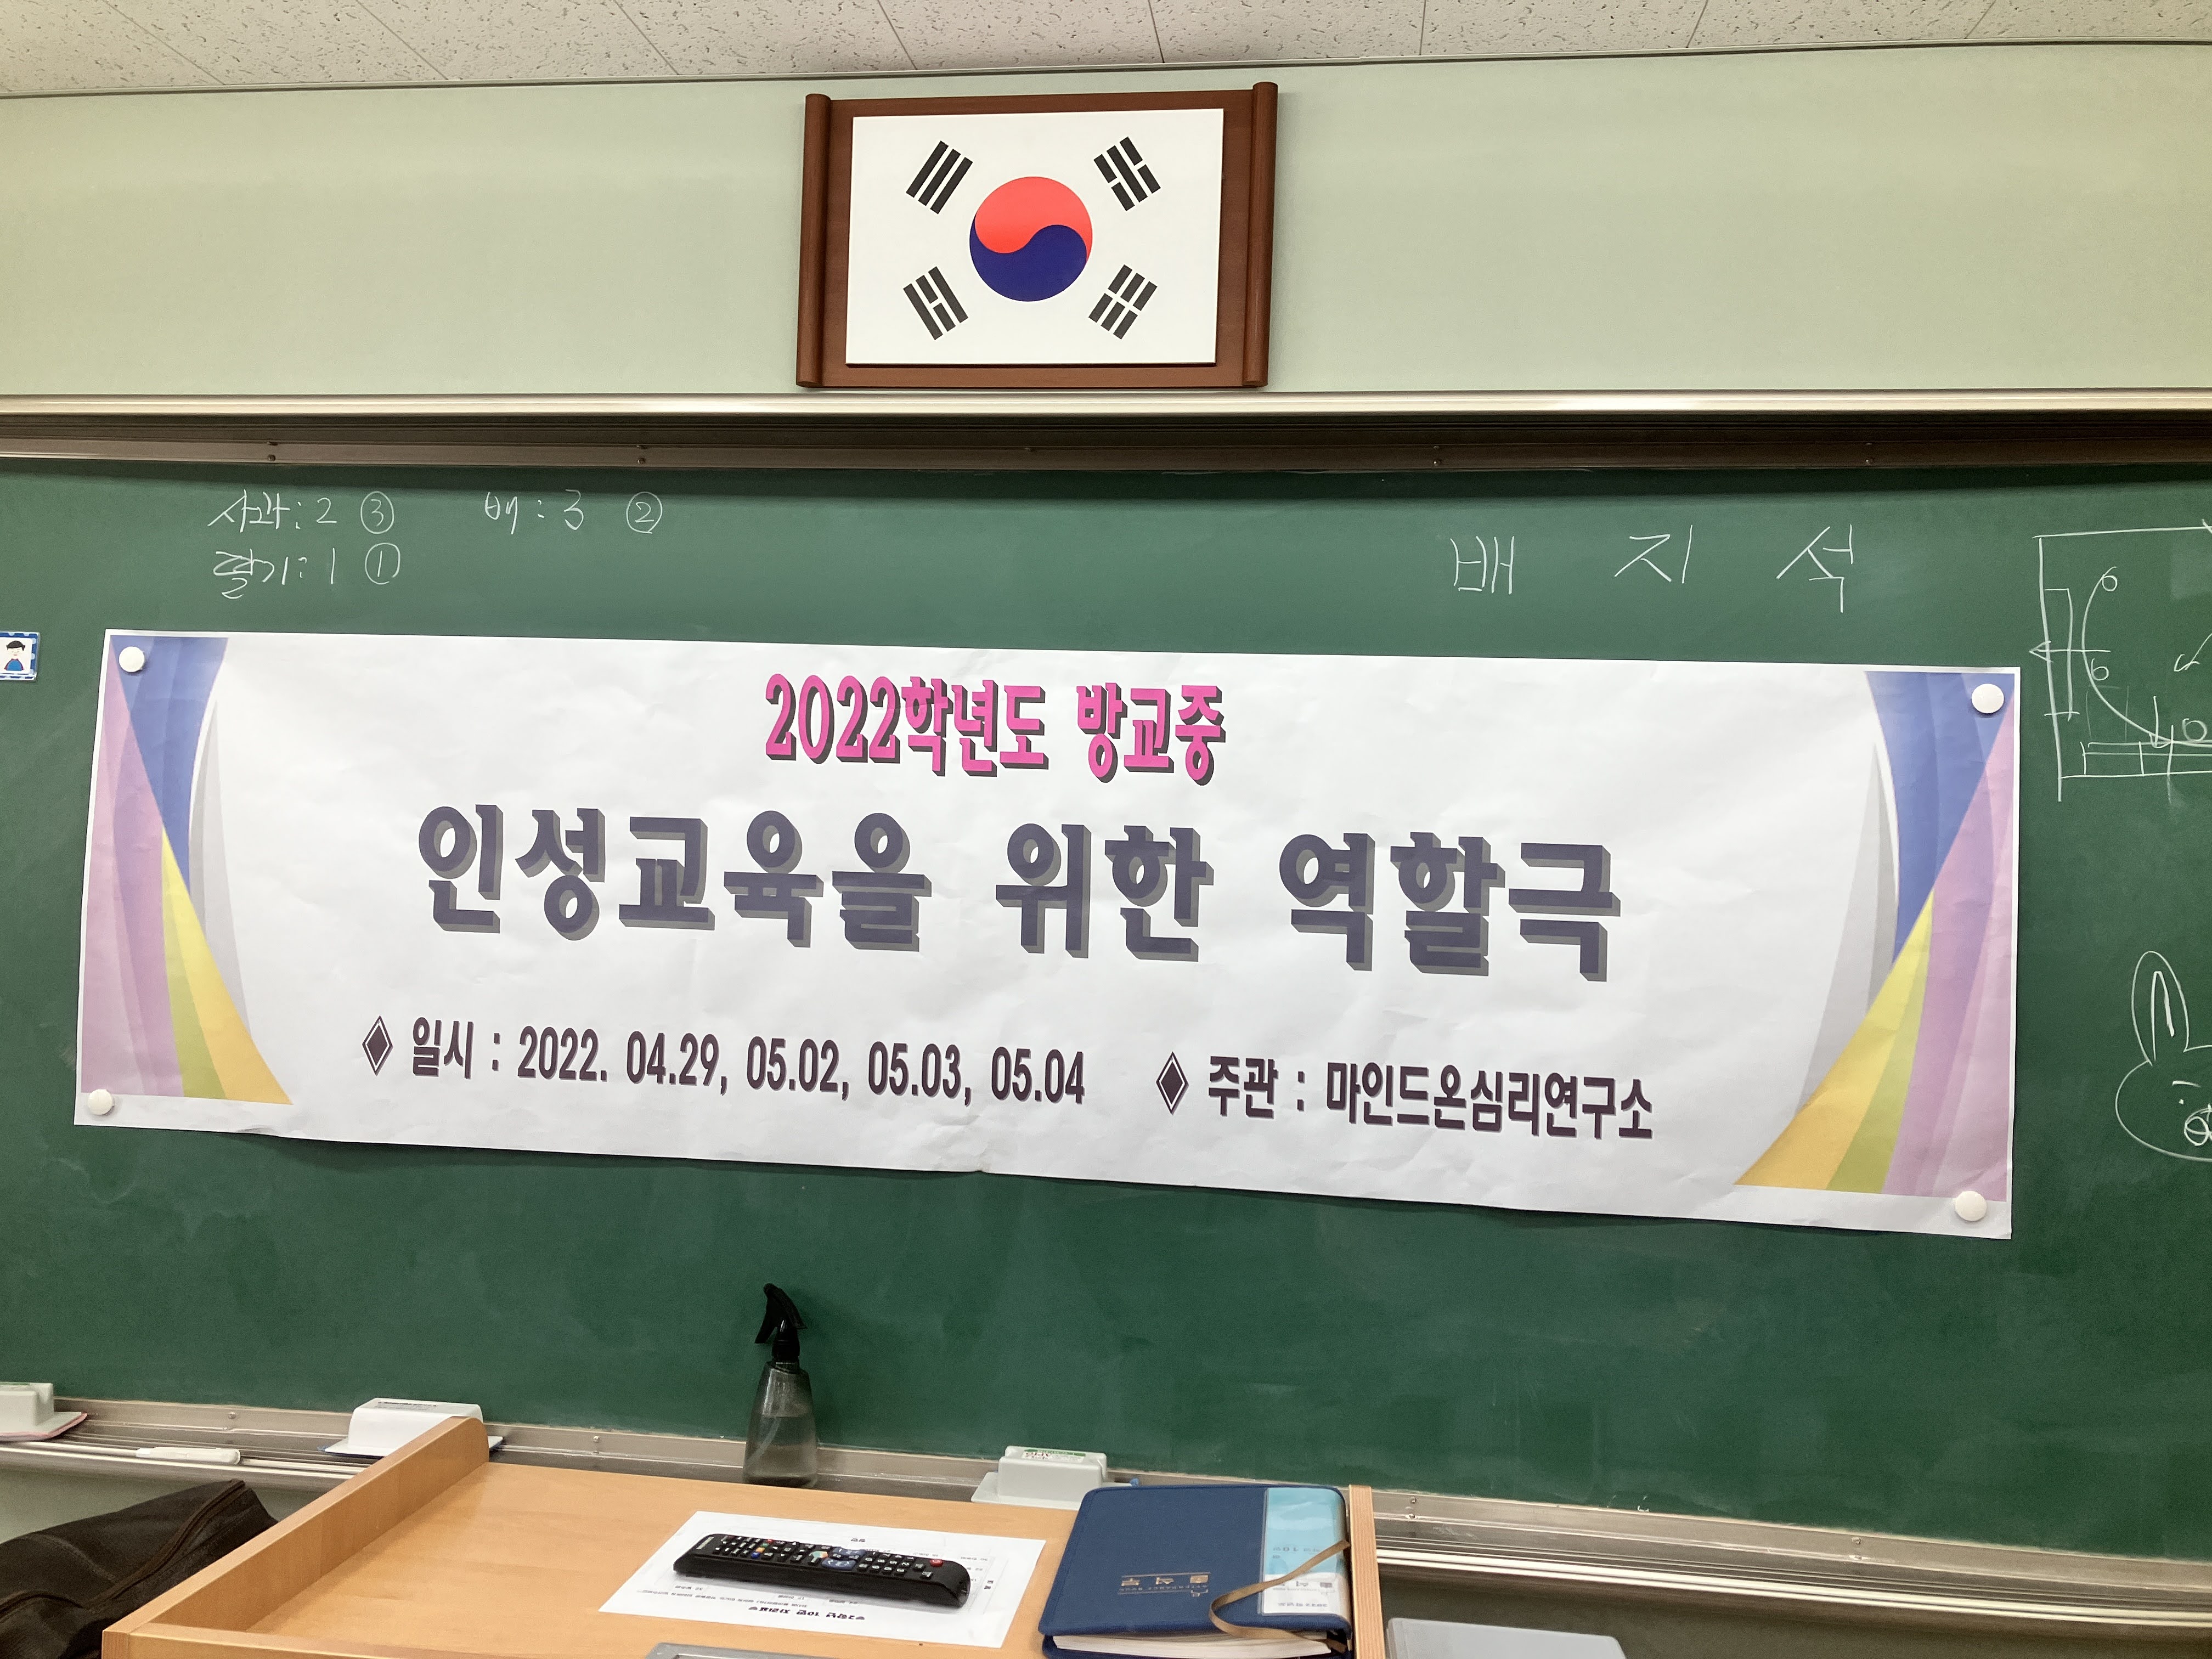 사과: 2 ③ 배: 3 ②
딸기: 1 ①
배 지 석
6
6
2022학년도 방교중
인성교육을 위한 역할극
일시 : 2022. 04.29, 05.02, 05.03, 05.04 주관 : 마인드온심리연구소